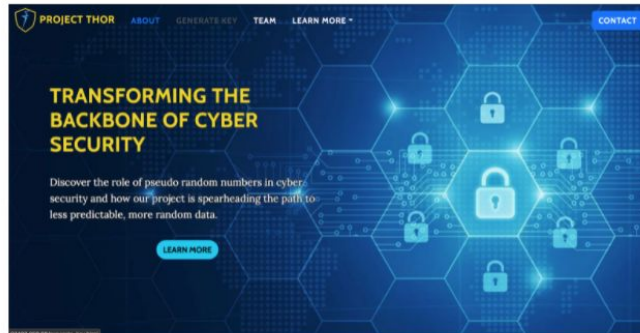 PROJECT THOR ABOUT GENERATE KEY TEAM LEARN MORE CONTACT
TRANSFORMING THE
BACKBONE OF CYBER
SECURITY
Discover the role of pseudo random numbers in cyber
security and how our project is spearheading the path to
less predictable, more random data.
LEARN MORE